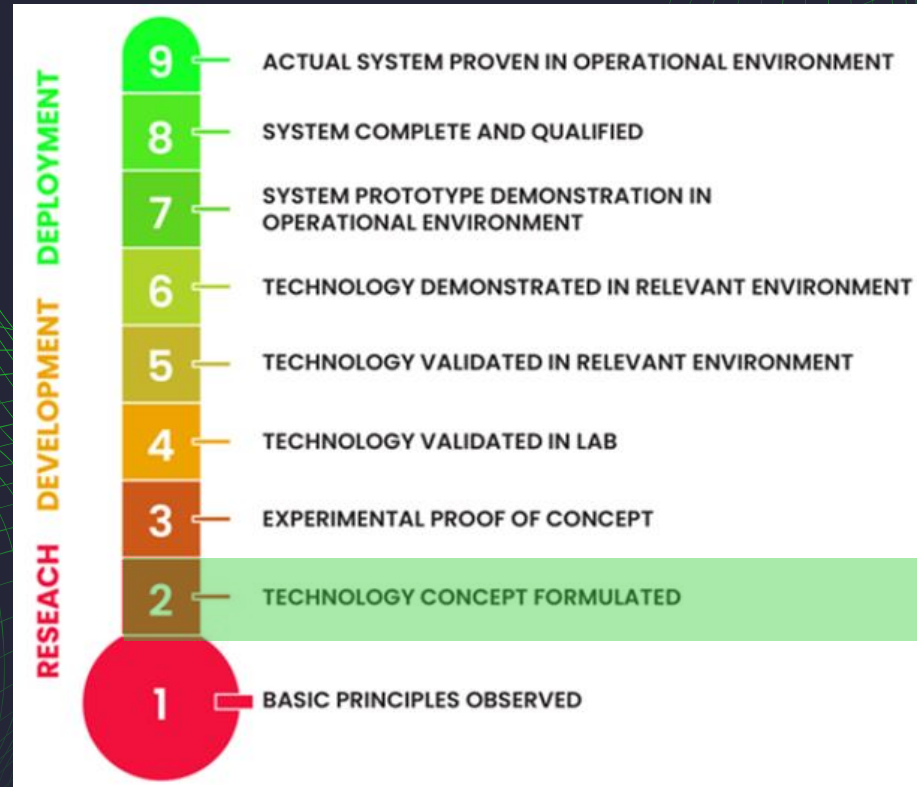 DEPLOYMENT
DEVELOPMENT
RESEACH
9
ACTUAL SYSTEM PROVEN IN OPERATIONAL ENVIRONMENT
8
SYSTEM COMPLETE AND QUALIFIED
7
SYSTEM PROTOTYPE DEMONSTRATION IN
OPERATIONAL ENVIRONMENT
6
TECHNOLOGY DEMONSTRATED IN RELEVANT ENVIRONMENT
5
TECHNOLOGY VALIDATED IN RELEVANT ENVIRONMENT
4
TECHNOLOGY VALIDATED IN LAB
3
EXPERIMENTAL PROOF OF CONCEPT
2
TECHNOLOGY CONCEPT FORMULATED
1
BASIC PRINCIPLES OBSERVED